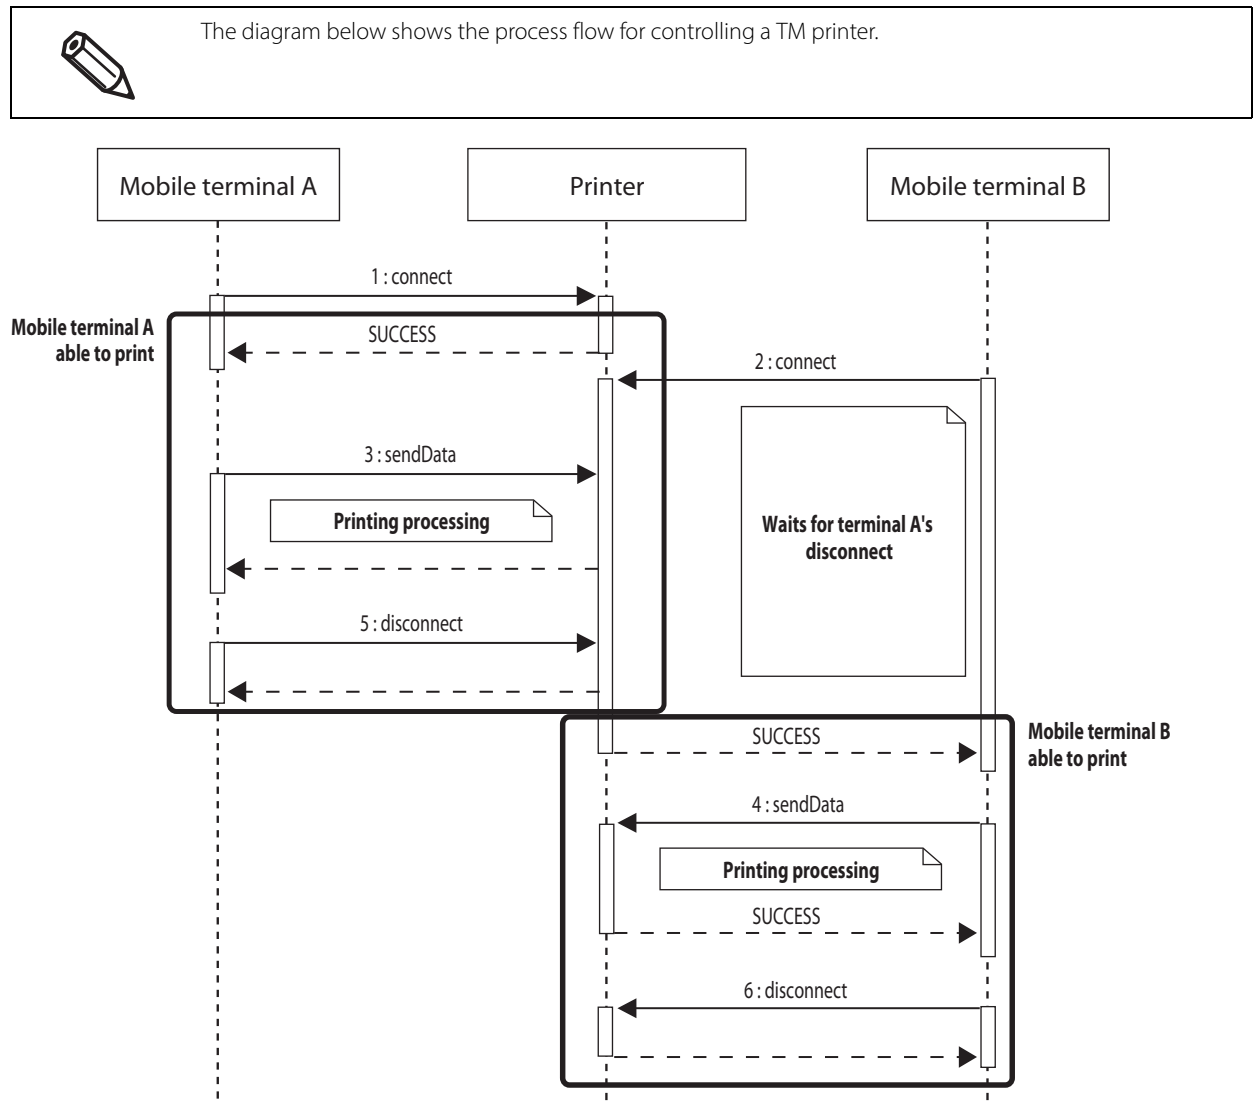 The diagram below shows the process flow for controlling a TM printer.
Mobile terminal A
Printer
Mobile terminal B
1 : connect
Mobile terminal A
able to print
SUCCESS
2 : connect
3 : sendData
Printing processing
Waits for terminal A's
disconnect
5 : disconnect
SUCCESS
Mobile terminal B
able to print
4 : sendData
Printing processing
SUCCESS
6 : disconnect